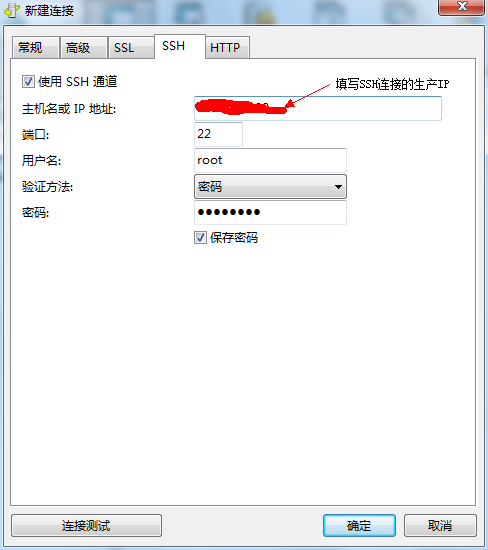 新建连接
常规 高级 SSL SSH HTTP
使用 SSH 通道
填写SSH连接的生产IP
主机名或 IP 地址:
端口: 22
用户名: root
验证方法: 密码
密码: ●●●●●●●●
保存密码
连接测试 确定 取消